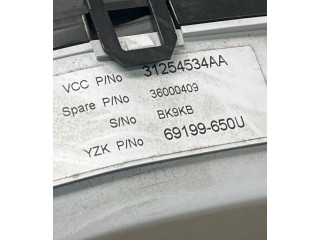 VCC P/No 31254534AA
Spare P/No 36000409
S/No BK9KB
YZK P/No 69199-650U